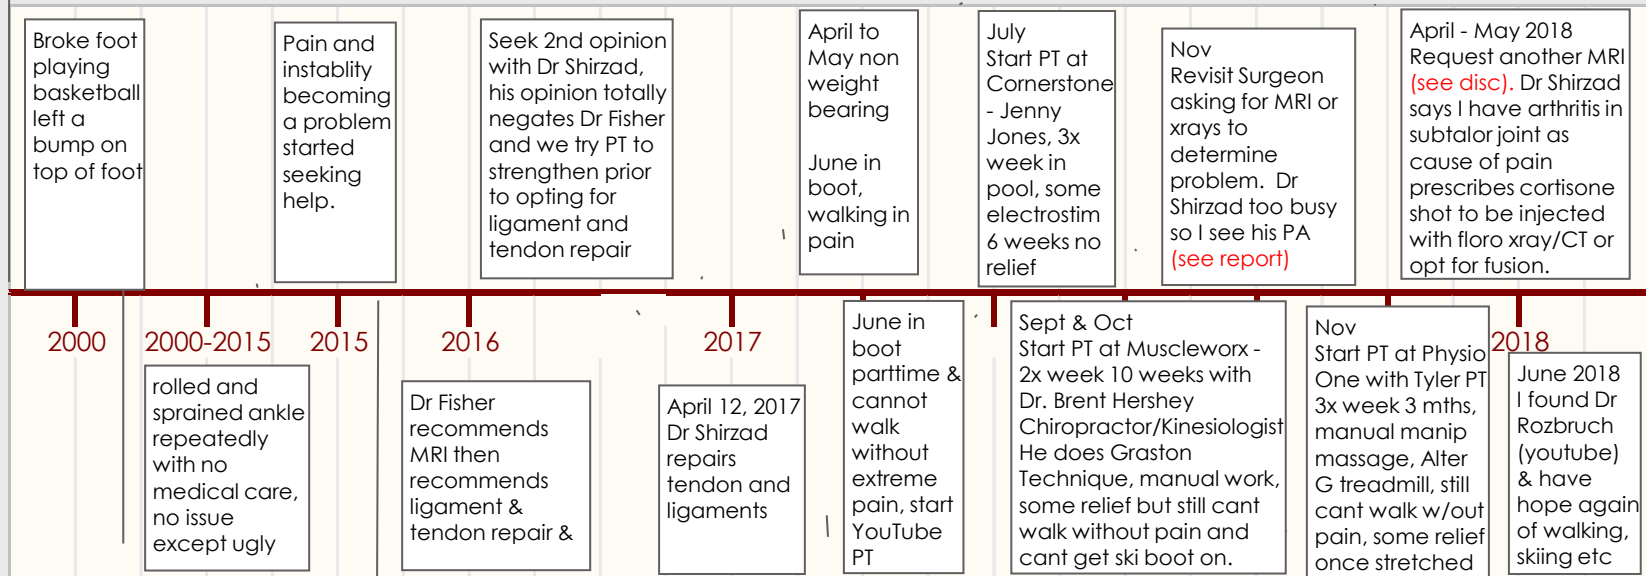 Broke foot
playing
basketball
left a
bump on
top of foot
Pain and
instablity
becoming
a problem
started
seeking
help.
Seek 2nd opinion
with Dr Shirzad,
his opinion totally
negates Dr Fisher
and we try PT to
strengthen prior
to opting for
ligament and
tendon repair
April to
May non
weight
bearing
June in
boot,
walking in
pain
July
Start PT at
Cornerstone
- Jenny
Jones, 3x
week in
pool, some
electrostim
6 weeks no
relief
Nov
Revisit Surgeon
asking for MRI or
xrays to
determine
problem. Dr
Shirzad too busy
so I see his PA
(see report)
April - May 2018
Request another MRI
(see disc). Dr Shirzad
says I have arthritis in
subtalor joint as
cause of pain
prescribes cortisone
shot to be injected
with floro xray/CT or
opt for fusion.
2000
2000-2015
2015
2016
2017
2018
rolled and
sprained ankle
repeatedly
with no
medical care,
no issue
except ugly
Dr Fisher
recommends
MRI then
recommends
ligament &
tendon repair &
April 12, 2017
Dr Shirzad
repairs
tendon and
ligaments
June in
boot
parttime &
cannot
walk
without
extreme
pain, start
YouTube
PT
Sept & Oct
Start PT at Muscleworx -
2x week 10 weeks with
Dr. Brent Hershey
Chiropractor/Kinesiologist
He does Graston
Technique, manual work,
some relief but still cant
walk without pain and
cant get ski boot on.
Nov
Start PT at Physio
One with Tyler PT
3x week 3 mths,
manual manip
massage, Alter
G treadmill, still
cant walk w/out
pain, some relief
once stretched
June 2018
I found Dr
Rozbruch
(youtube)
& have
hope again
of walking,
skiing etc